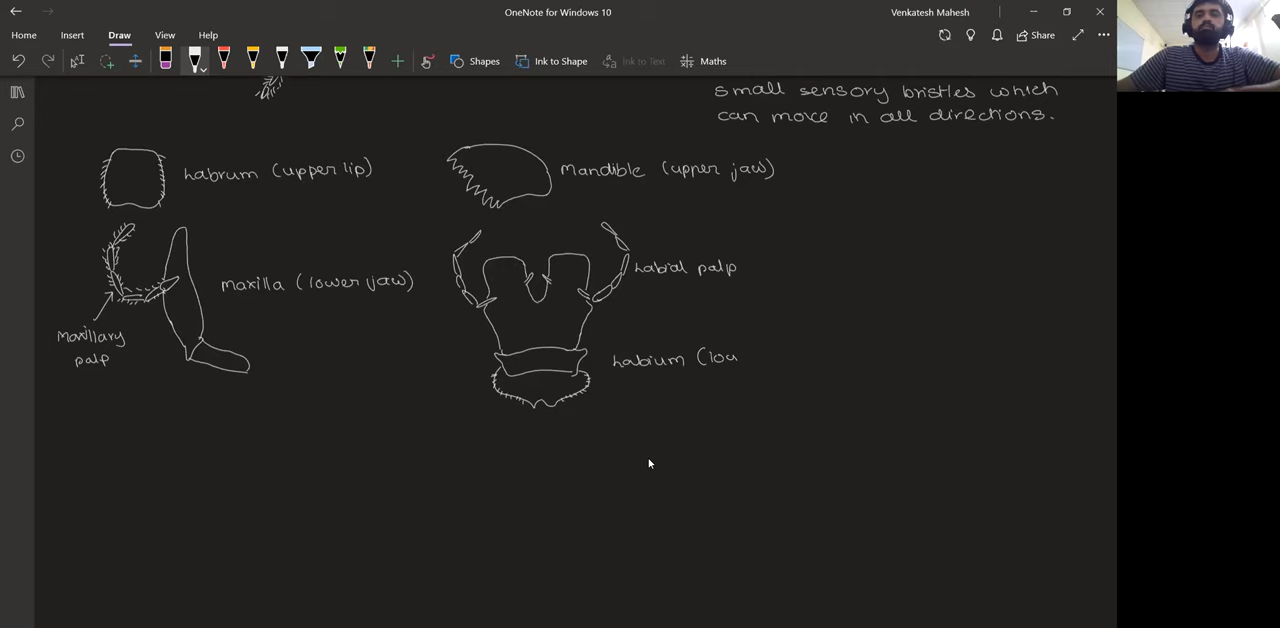 OneNote for Windows 10
Venkatesh Mahesh
Home Insert Draw View Help
Shapes Ink to Shape Ink to Text Maths Share
small sensory bristles which
can move in all directions.
Labrum (upper lip)
Mandible (upper jaw)
Labial palp
Maxilla (lower jaw)
Maxillary
palp
Labium (low